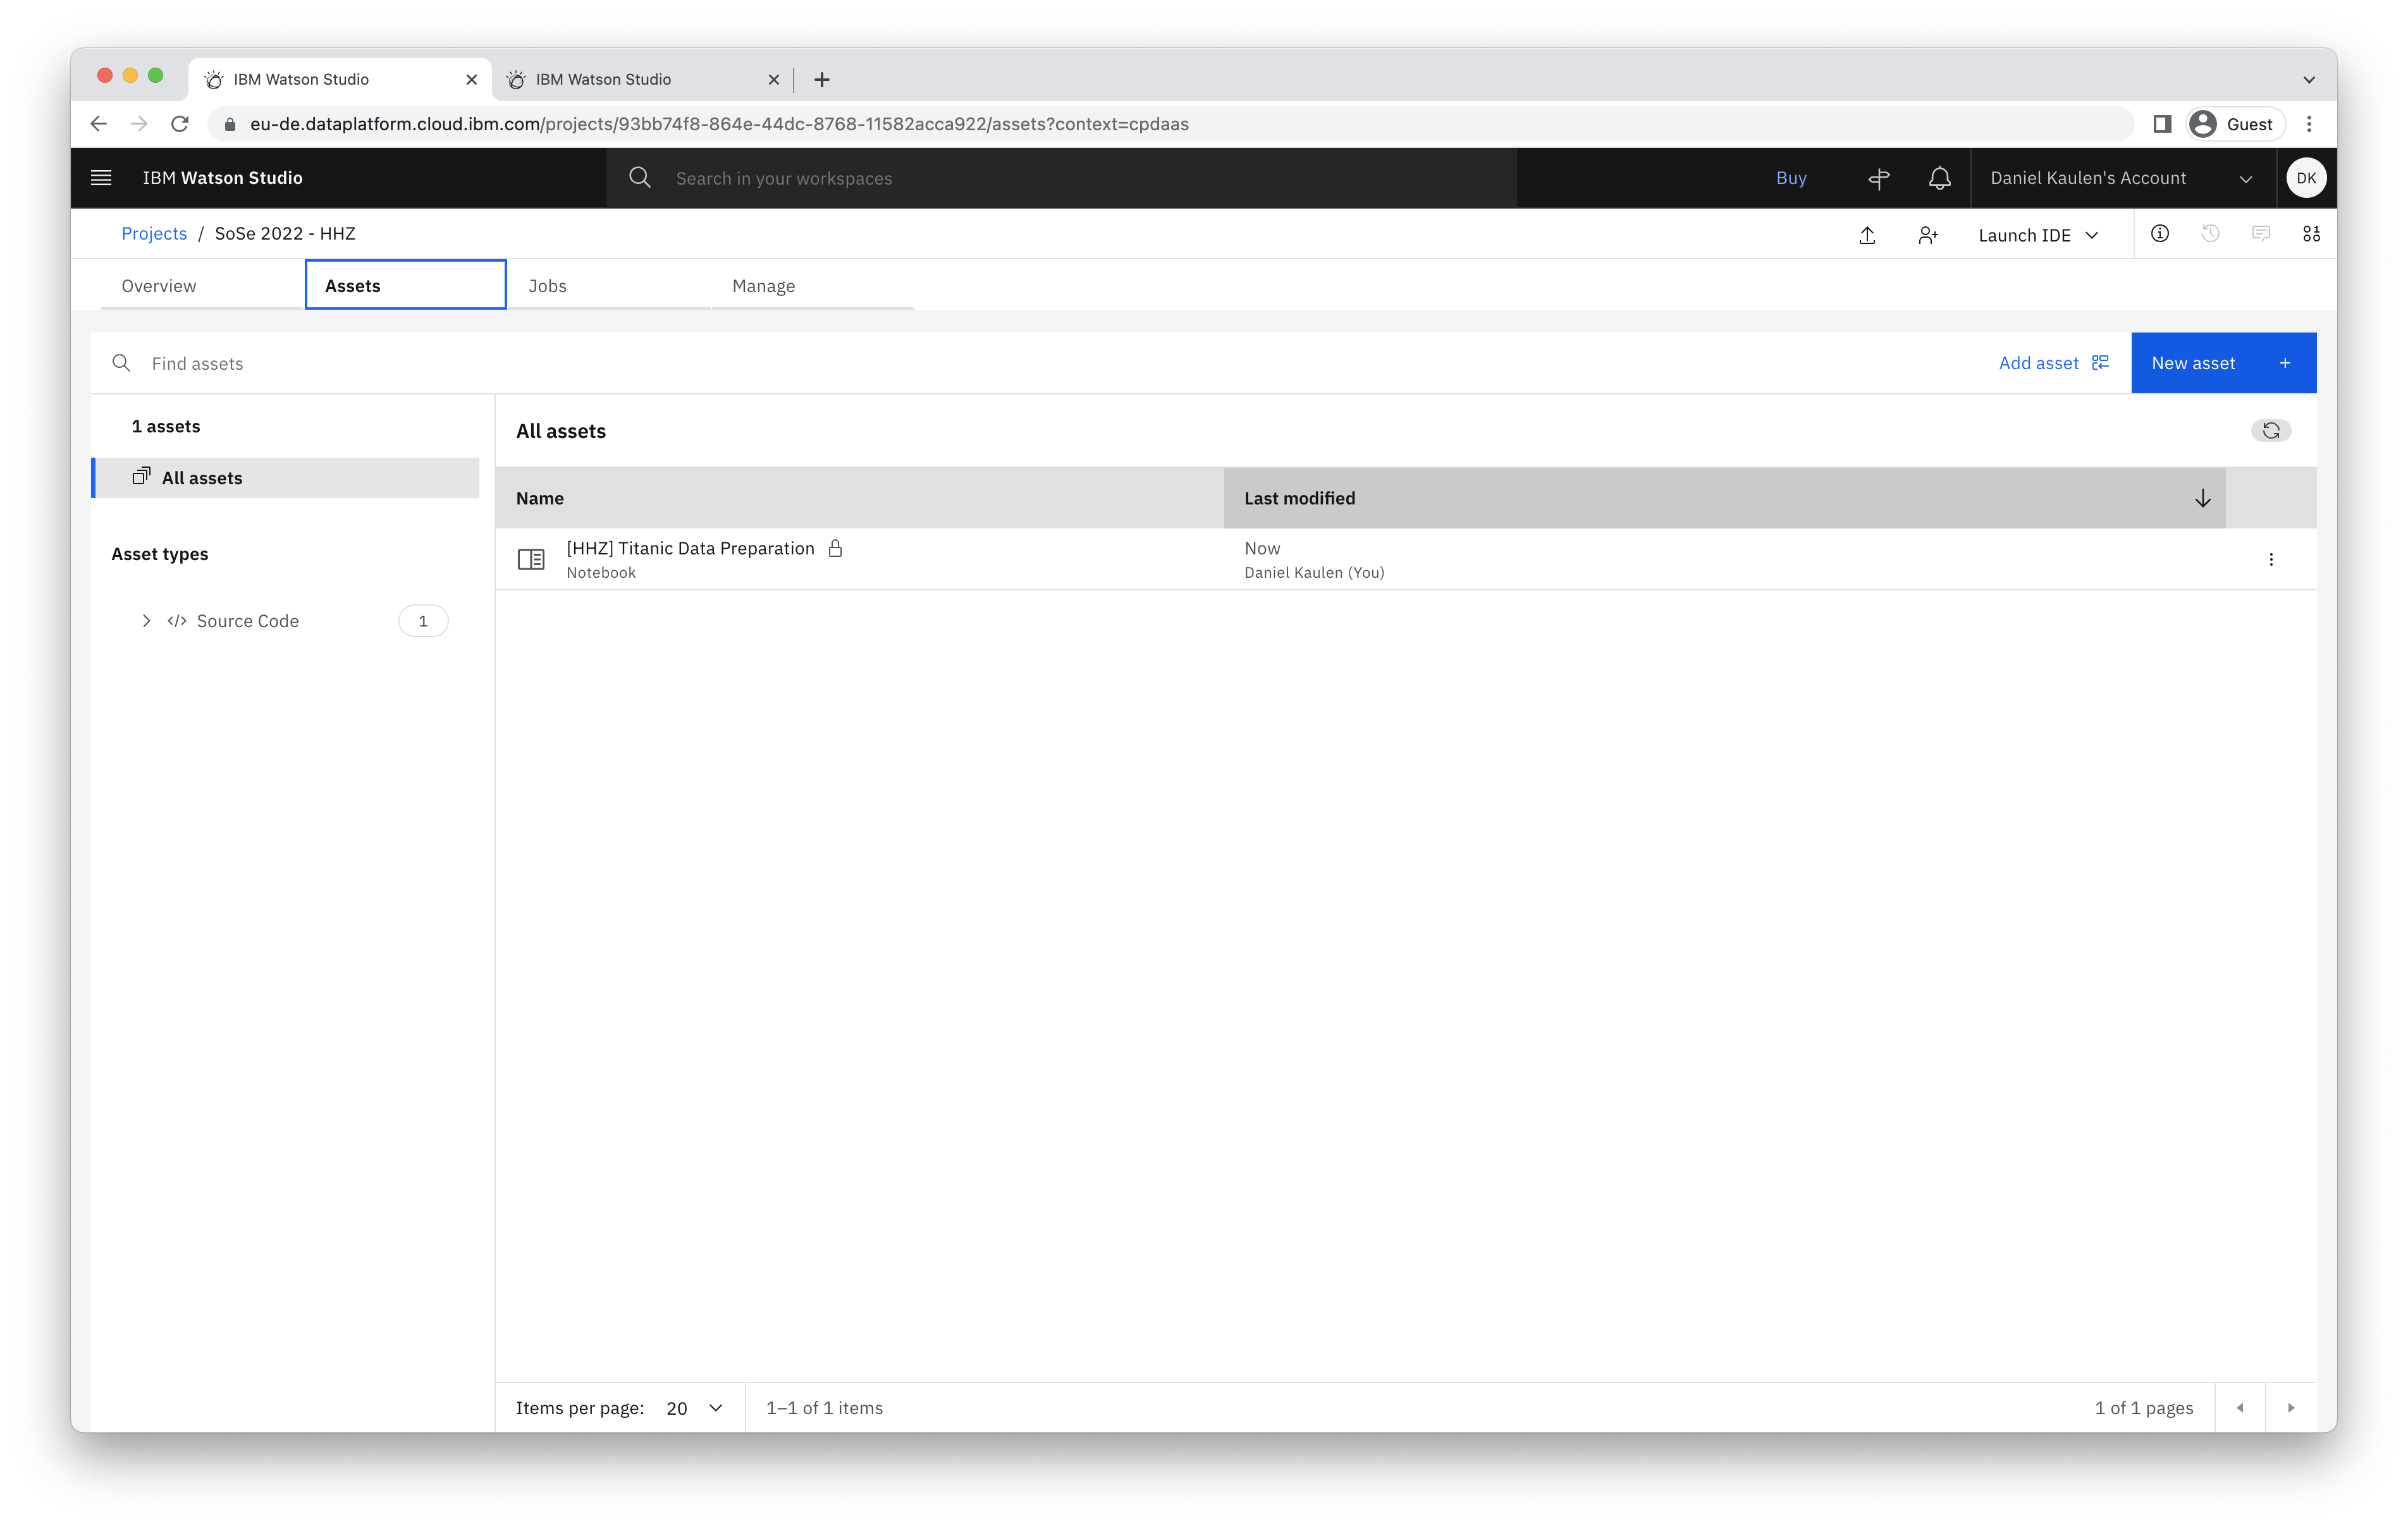 IBM Watson Studio
IBM Watson Studio
eu-de.dataplatform.cloud.ibm.com/projects/93bb74f8-864e-44dc-8768-11582acca922/assets?context=cpdaas
Guest
IBM Watson Studio
Search in your workspaces
Buy
Daniel Kaulen's Account
DK
Projects / SoSe 2022 - HHZ
Launch IDE
Overview
Assets
Jobs
Manage
Find assets
Add asset
New asset +
1 assets
All assets
Asset types
</> Source Code 1
All assets
Name
Last modified
[HHZ] Titanic Data Preparation
Notebook
Now
Daniel Kaulen (You)
Items per page: 20
1–1 of 1 items
1 of 1 pages